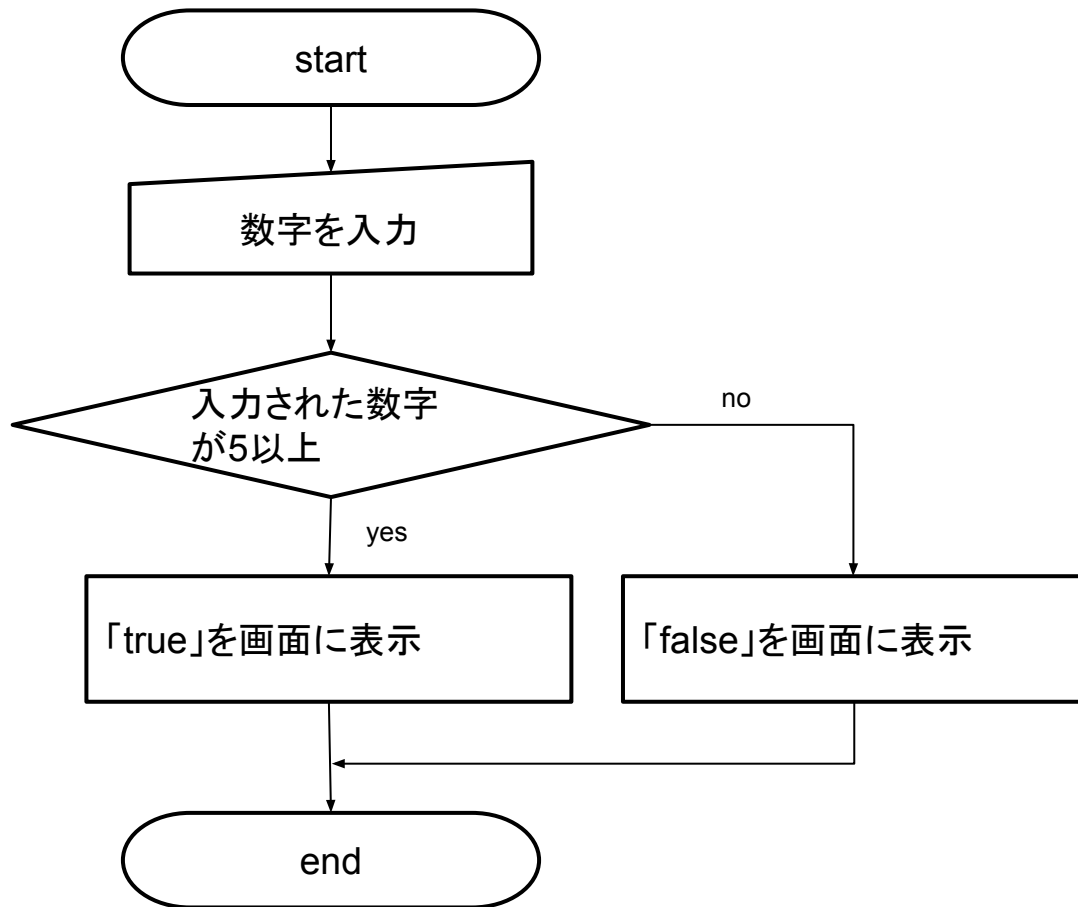 start
数字を入力
入力された数字
が5以上
no
yes
「true」を画面に表示
「false」を画面に表示
end